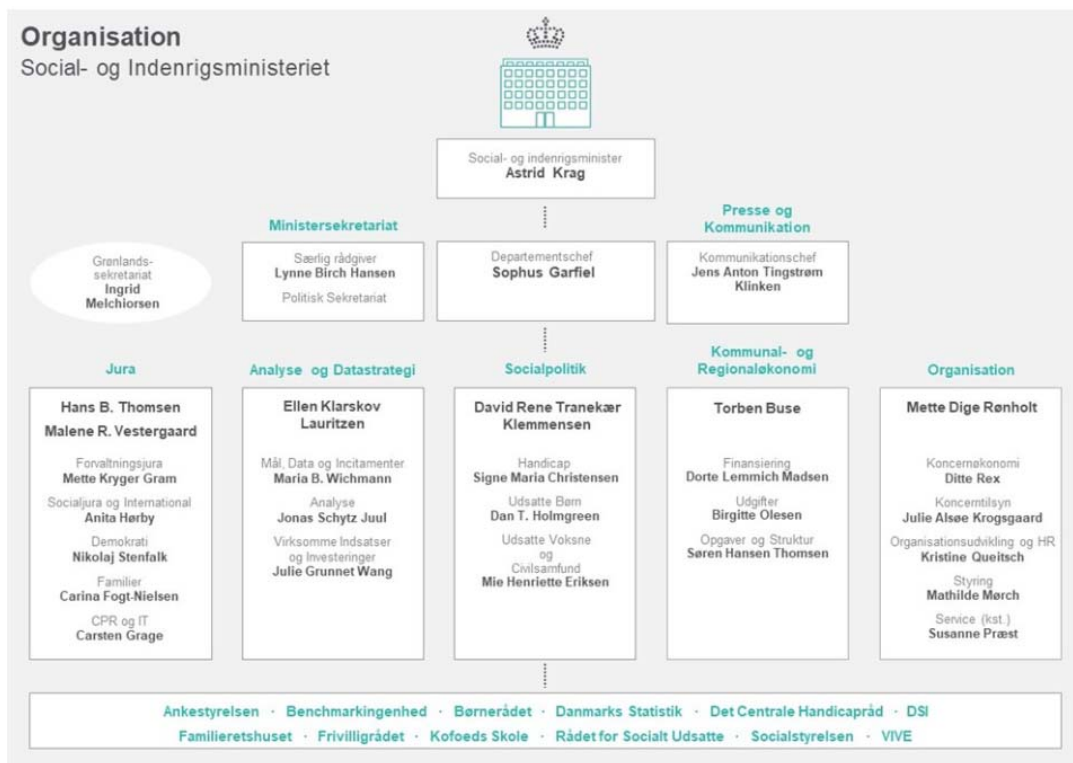 Organisation
Social- og Indenrigsministeriet
Social- og indenrigsminister
Astrid Krag
Grønlands-
sekretariat
Ingrid
Melchiorsen
Ministersekretariat
Særlig rådgiver
Lynne Birch Hansen
Politisk Sekretariat
Departementschef
Sophus Garfiel
Presse og
Kommunikation
Kommunikationschef
Jens Anton Tingstrøm
Klinken
Jura
Hans B. Thomsen
Malene R. Vestergaard
Forvaltningsjura
Mette Kryger Gram
Socialjura og International
Anita Hørby
Demokrati
Nikolaj Stenfalk
Familier
Carina Fogt-Nielsen
CPR og IT
Carsten Grage
Analyse og Datastrategi
Ellen Klarskov
Lauritzen
Mål, Data og Incitamenter
Maria B. Wichmann
Analyse
Jonas Schytz Juul
Virksomme Indsatser
og Investeringer
Julie Grunnet Wang
Socialpolitik
David Rene Tranekær
Klemmensen
Handicap
Signe Maria Christensen
Udsatte Børn
Dan T. Holmgreen
Udsatte Voksne
og
Civilsamfund
Mie Henriette Eriksen
Kommunal- og
Regionaløkonomi
Torben Buse
Finansiering
Dorte Lemmich Madsen
Udgifter
Birgitte Olesen
Opgaver og Struktur
Søren Hansen Thomsen
Organisation
Mette Dige Rønholt
Koncernøkonomi
Ditte Rex
Koncerntilsyn
Julie Alsøe Krogsgaard
Organisationsudvikling og HR
Kristine Queitsch
Styring
Mathilde Mørch
Service (kst.)
Susanne Præst
Ankestyrelsen · Benchmarkingenhed · Børnerådet · Danmarks Statistik · Det Centrale Handicapråd · DSI
Familieretshuset · Frivilligrådet · Kofoeds Skole · Rådet for Socialt Udsatte · Socialstyrelsen · VIVE